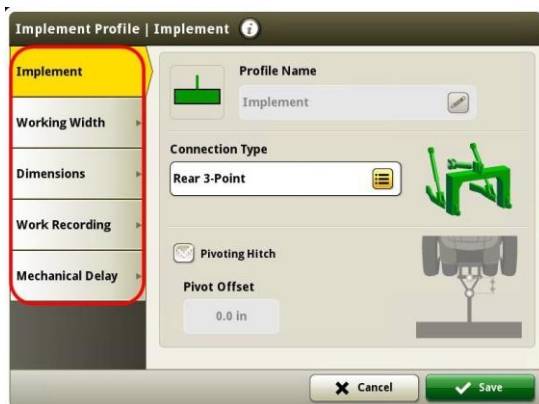 Implement Profile | Implement i
Implement
Working Width
Dimensions
Work Recording
Mechanical Delay
Profile Name
Implement
Connection Type
Rear 3-Point
Pivoting Hitch
Pivot Offset
0.0 in
Cancel
Save